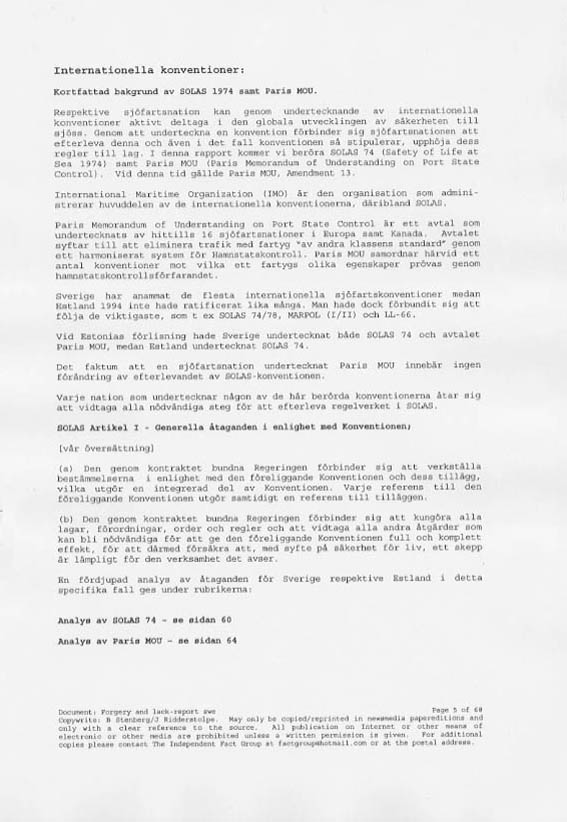 Internationella konventioner:
Kortfattad bakgrund av SOLAS 1974 samt Paris MOU.
Respektive sjöfartsnation kan genom undertecknande av internationella
konventioner aktivt deltaga i den globala utvecklingen av säkerheten till
sjöss. Genom att underteckna en konvention förbinder sig sjöfartsnationen att
efterleva denna och även i det fall konventionen så stipulerar, upphöja dess
regler till lag. I denna rapport kommer vi beröra SOLAS 74 (Safety of Life at
Sea 1974) samt Paris MOU (Paris Memorandum of Understanding on Port State
Control). Vid denna tid gällde Paris MOU, Amendment 13.
International Maritime Organization (IMO) är den organisation som admini-
strerar huvuddelen av de internationella konventionerna, däribland SOLAS.
Paris Memorandum of Understanding on Port State Control är ett avtal som
undertecknats av hittills 16 sjöfartsnationer i Europa samt Kanada. Avtalet
syftar till att eliminera trafik med fartyg "av andra klassens standard" genom
ett harmoniserat system för Hamnstatskontroll. Paris MOU samordnar härvid ett
antal konventioner mot vilka ett fartygs olika egenskaper prövas genom
hamnstatskontrollsförfarandet.
Sverige har anammat de flesta internationella sjöfartskonventioner medan
Estland 1994 inte hade ratificerat lika många. Man hade dock förbundit sig att
följa de viktigaste, som t ex SOLAS 74/78, MARPOL (I/II) och LL-66.
Vid Estonias förlisning hade Sverige undertecknat både SOLAS 74 och avtalet
Paris MOU, medan Estland undertecknat SOLAS 74.
Det faktum att en sjöfartsnation undertecknat Paris MOU innebär ingen
förändring av efterlevandet av SOLAS-konventionen.
Varje nation som undertecknar någon av de här berörda konventionerna åtar sig
att vidtaga alla nödvändiga steg för att efterleva regelverket i SOLAS.
SOLAS Artikel I - Generella åtaganden i enlighet med Konventionen;
[vår översättning]
(a) Den genom kontraktet bundna Regeringen förbinder sig att verkställa
bestämmelserna i enlighet med den föreliggande Konventionen och dess tillägg,
vilka utgör en integrerad del av Konventionen. Varje referens till den
föreliggande Konventionen utgör samtidigt en referens till tilläggen.
(b) Den genom kontraktet bundna Regeringen förbinder sig att kungöra alla
lagar, förordningar, order och regler och att vidtaga alla andra åtgärder som
kan bli nödvändiga för att ge den föreliggande Konventionen full och komplett
effekt, för att därmed försäkra att, med syfte på säkerhet för liv, ett skepp
är lämpligt för den verksamhet det avser.
En fördjupad analys av åtaganden för Sverige respektive Estland i detta
specifika fall ges under rubrikerna:
Analys av SOLAS 74 - se sidan 60
Analys av Paris MOU - se sidan 64
Document: Forgery and lack-report swe Page 5 of 68
Copywrite: B Stenberg/J Ridderstolpe. May only be copied/reprinted in newsmedia papereditions and
only with a clear reference to the source. All publication on Internet or other means of
electronic or other media are prohibited unless a written permission is given. For additional
copies please contact The Independent Fact Group at factgroup@hotmail.com or at the postal address.